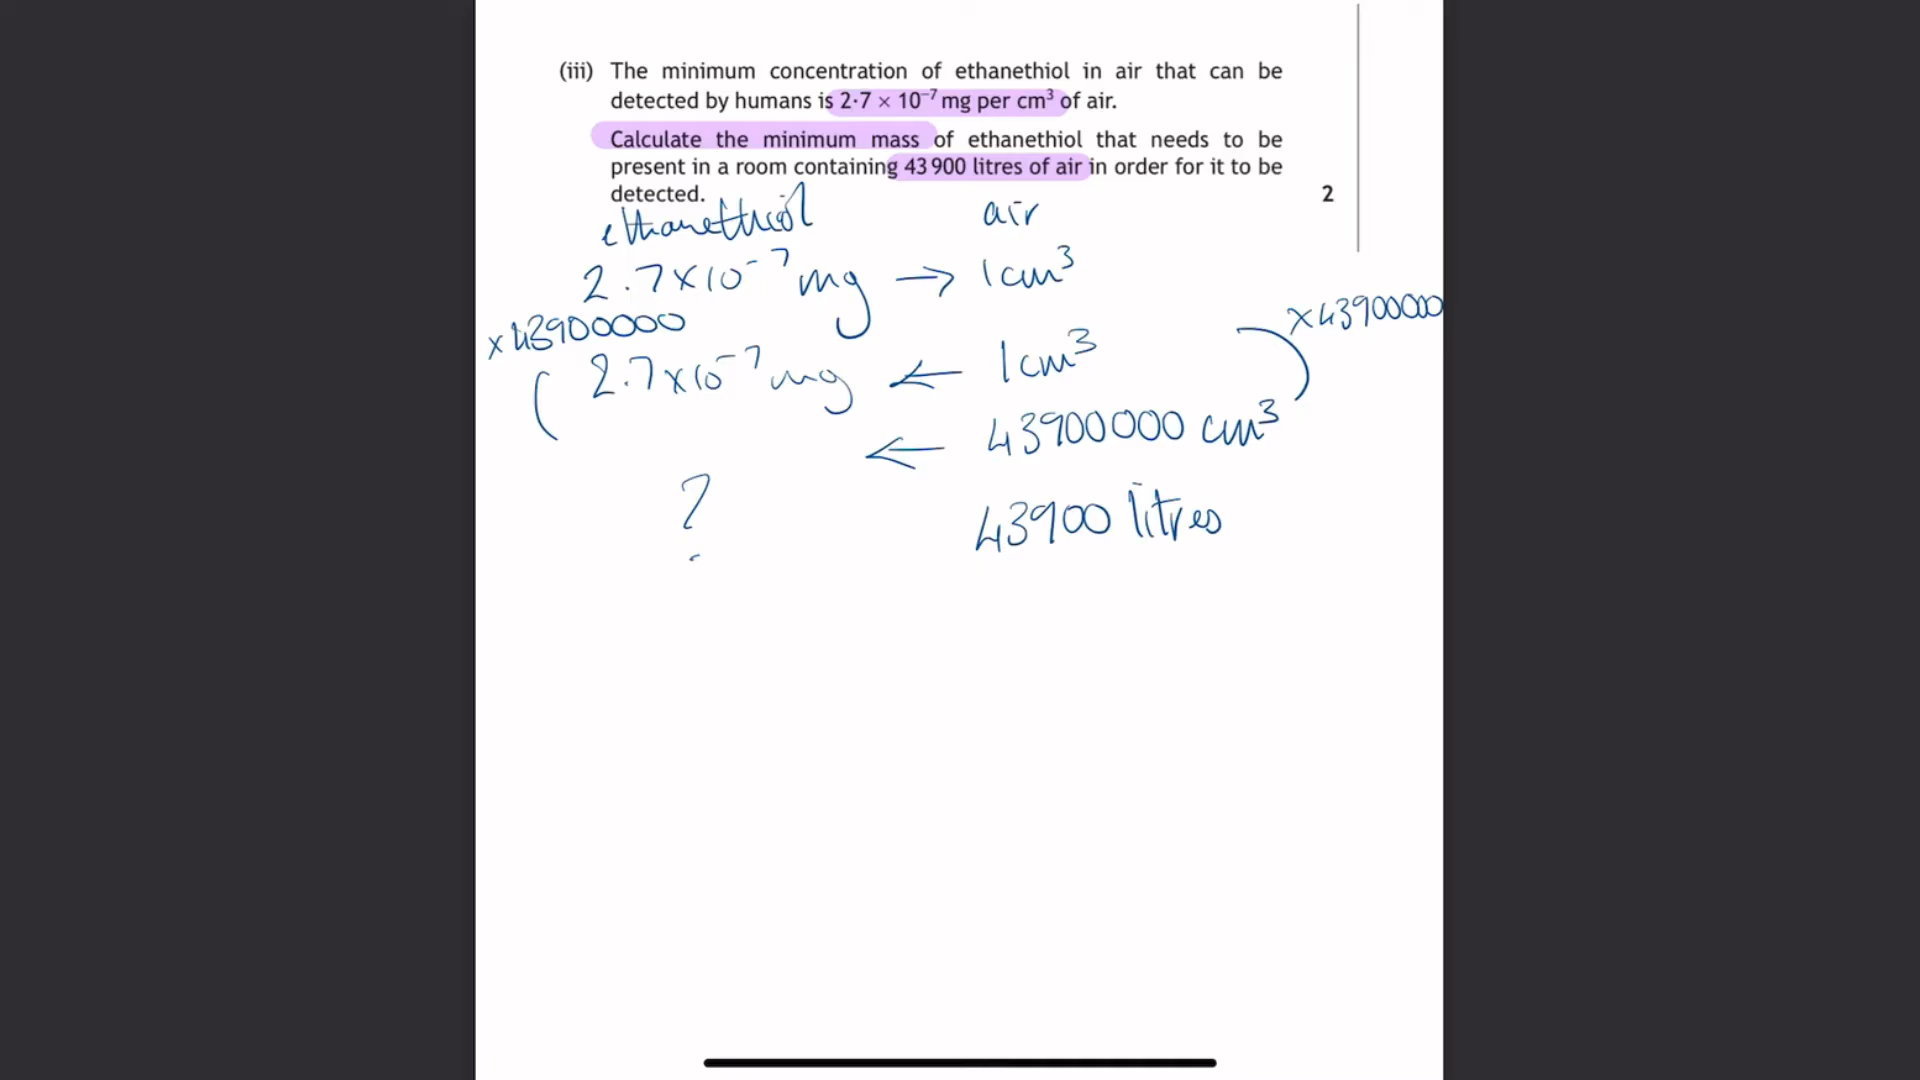 (iii) The minimum concentration of ethanethiol in air that can be
detected by humans is 2·7 × 10⁻⁷ mg per cm³ of air.
Calculate the minimum mass of ethanethiol that needs to be
present in a room containing 43 900 litres of air in order for it to be
detected.
2
ethanethiol air
2.7×10⁻⁷ mg → 1cm³
×43900000 ×43900000
2.7×10⁻⁷ mg ← 1cm³
← 43900000 cm³
? 43900 litres